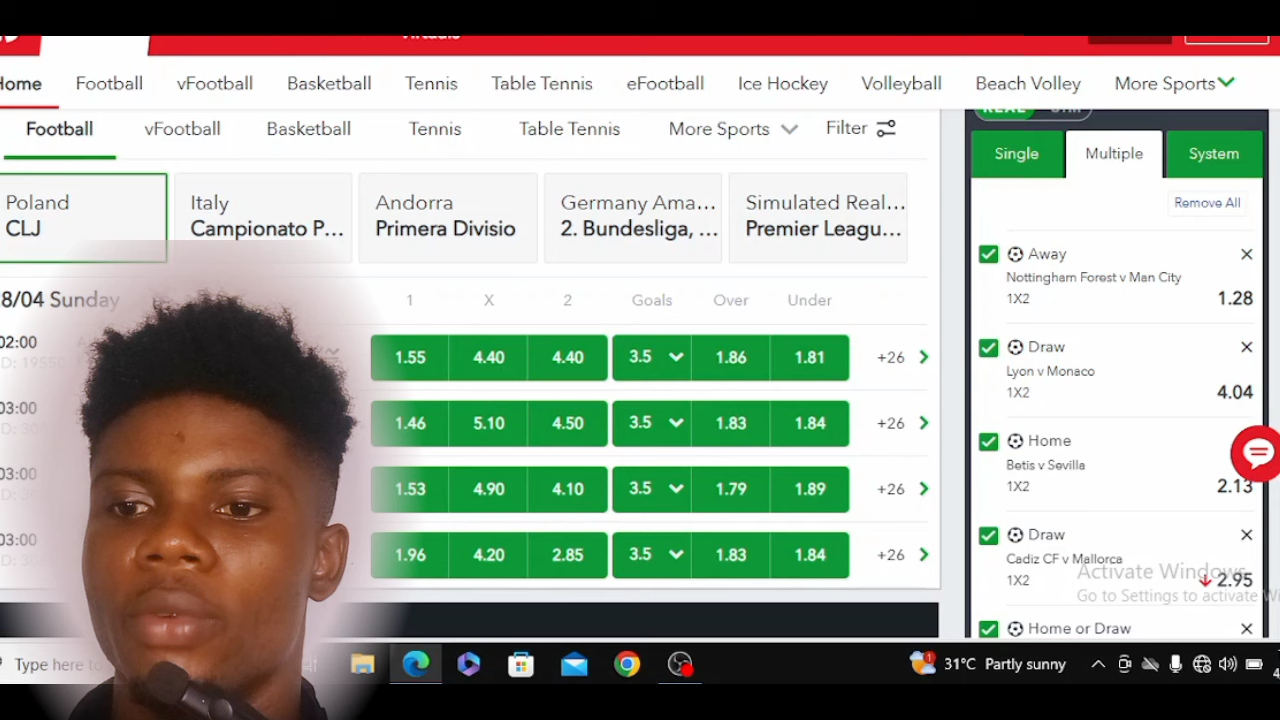 Home Football vFootball Basketball Tennis Table Tennis eFootball Ice Hockey Volleyball Beach Volley More Sports
Football vFootball Basketball Tennis Table Tennis More Sports Filter
Poland
CLJ
Italy
Campionato P...
Andorra
Primera Divisio
Germany Ama...
2. Bundesliga, ...
Simulated Real...
Premier Leagu...
8/04 Sunday 1 X 2 Goals Over Under
02:00 1.55 4.40 4.40 3.5 1.86 1.81 +26
03:00 1.46 5.10 4.50 3.5 1.83 1.84 +26
03:00 1.53 4.90 4.10 3.5 1.79 1.89 +26
03:00 1.96 4.20 2.85 3.5 1.83 1.84 +26
REAL
Single Multiple System
Remove All
Away
Nottingham Forest v Man City
1X2 1.28
Draw
Lyon v Monaco
1X2 4.04
Home
Betis v Sevilla
1X2 2.13
Draw
Cadiz CF v Mallorca
1X2 2.95
Home or Draw
Activate Windows
Go to Settings to activate Wi
Type here to
31°C Partly sunny